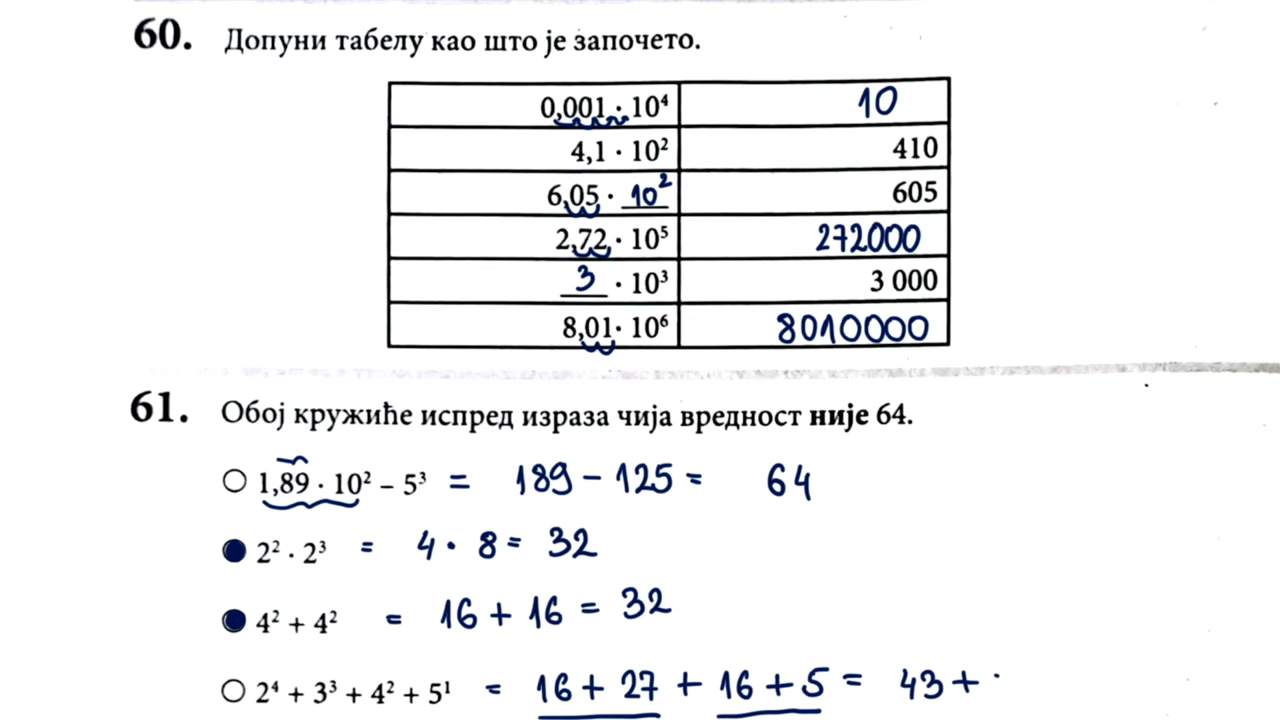 60. Допуни табелу као што је започето.
0,001 · 10⁴ 10
4,1 · 10² 410
6,05 · 10² 605
2,72 · 10⁵ 272000
3 · 10³ 3 000
8,01 · 10⁶ 8010000
61. Обој кружиће испред израза чија вредност није 64.
1,89 · 10² – 5³ = 189 – 125 = 64
2² · 2³ = 4 · 8 = 32
4² + 4² = 16 + 16 = 32
2⁴ + 3³ + 4² + 5¹ = 16 + 27 + 16 + 5 = 43 +